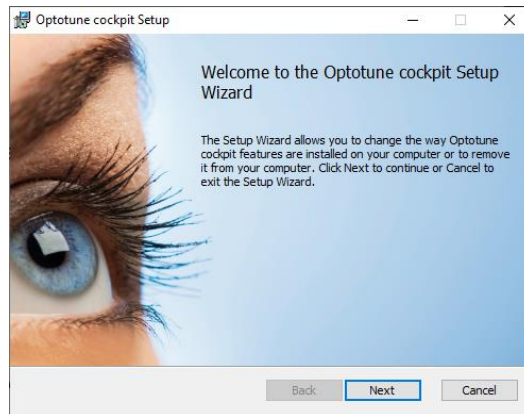 Optotune cockpit Setup
Welcome to the Optotune cockpit Setup
Wizard
The Setup Wizard allows you to change the way Optotune
cockpit features are installed on your computer or to remove
it from your computer. Click Next to continue or Cancel to
exit the Setup Wizard.
Back Next Cancel